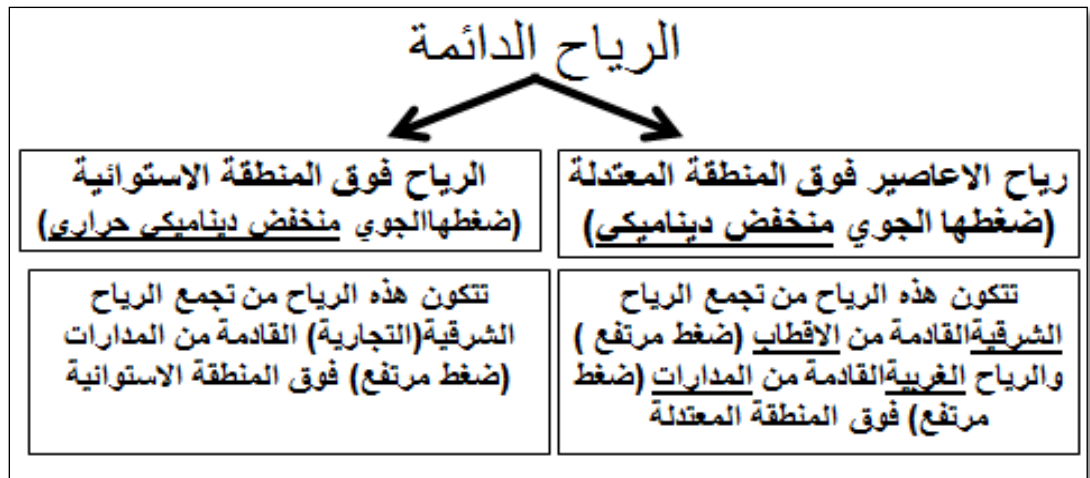 الرياح الدائمة
رياح الاعاصير فوق المنطقة المعتدلة
(ضغطها الجوي منخفض ديناميكي)
تتكون هذه الرياح من تجمع الرياح
الشرقيةالقادمة من الاقطاب (ضغط مرتفع )
والرياح الغربيةالقادمة من المدارات (ضغط
مرتفع) فوق المنطقة المعتدلة
الرياح فوق المنطقة الاستوائية
(ضغطهاالجوي منخفض ديناميكي حراري)
تتكون هذه الرياح من تجمع الرياح
الشرقية(التجارية) القادمة من المدارات
(ضغط مرتفع) فوق المنطقة الاستوائية